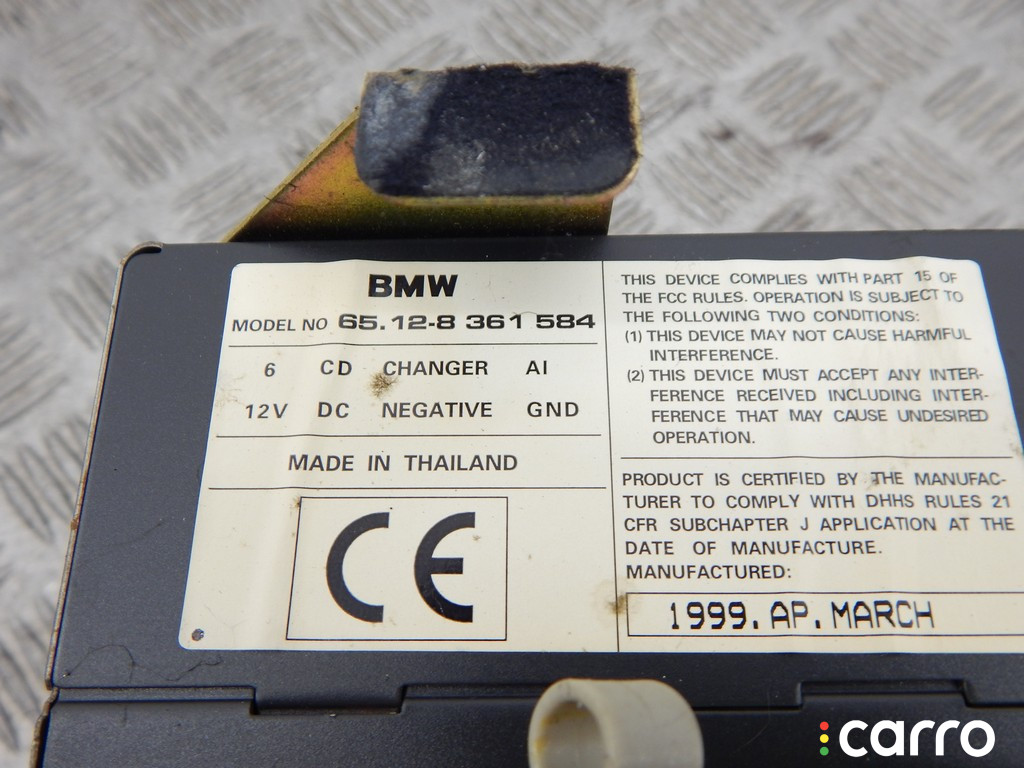 BMW
MODEL NO 65.12-8 361 584
6 CD CHANGER AI
12V DC NEGATIVE GND
MADE IN THAILAND
CE
THIS DEVICE COMPLIES WITH PART 15 OF
THE FCC RULES. OPERATION IS SUBJECT TO
THE FOLLOWING TWO CONDITIONS:
(1) THIS DEVICE MAY NOT CAUSE HARMFUL
INTERFERENCE.
(2) THIS DEVICE MUST ACCEPT ANY INTER-
FERENCE RECEIVED INCLUDING INTER-
FERENCE THAT MAY CAUSE UNDESIRED
OPERATION.
PRODUCT IS CERTIFIED BY THE MANUFAC-
TURER TO COMPLY WITH DHHS RULES 21
CFR SUBCHAPTER J APPLICATION AT THE
DATE OF MANUFACTURE.
MANUFACTURED:
1999. AP. MARCH
carro